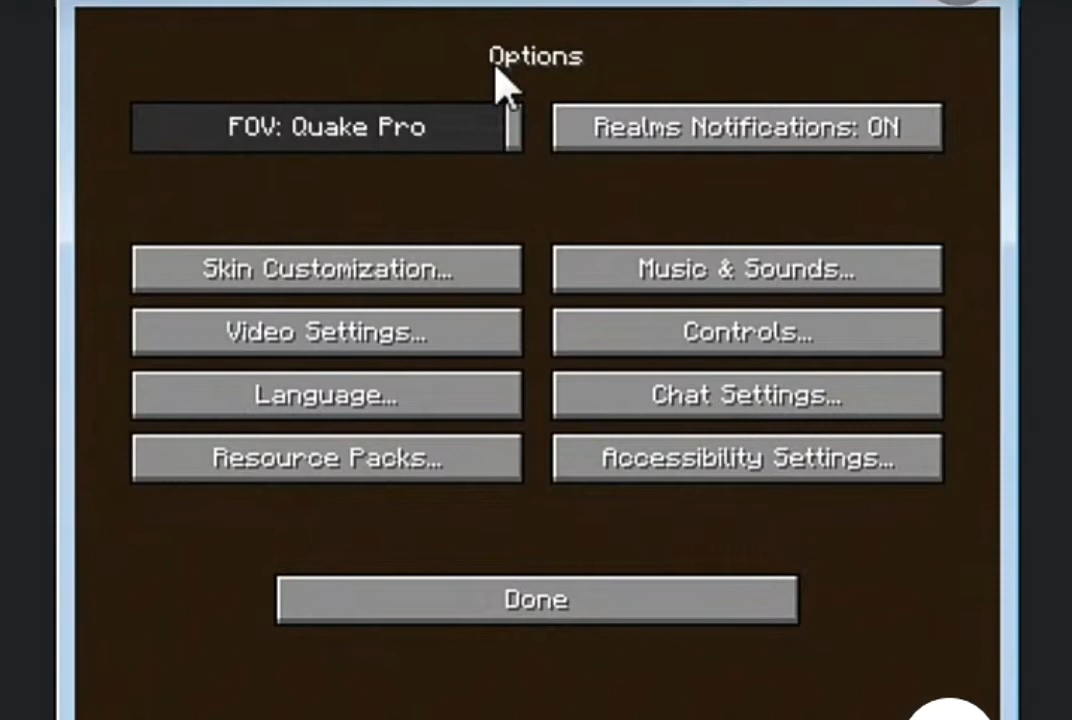 Options
FOV: Quake Pro
Realms Notifications: ON
Skin Customization...
Music & Sounds...
Video Settings...
Controls...
Language...
Chat Settings...
Resource Packs...
Accessibility Settings...
Done